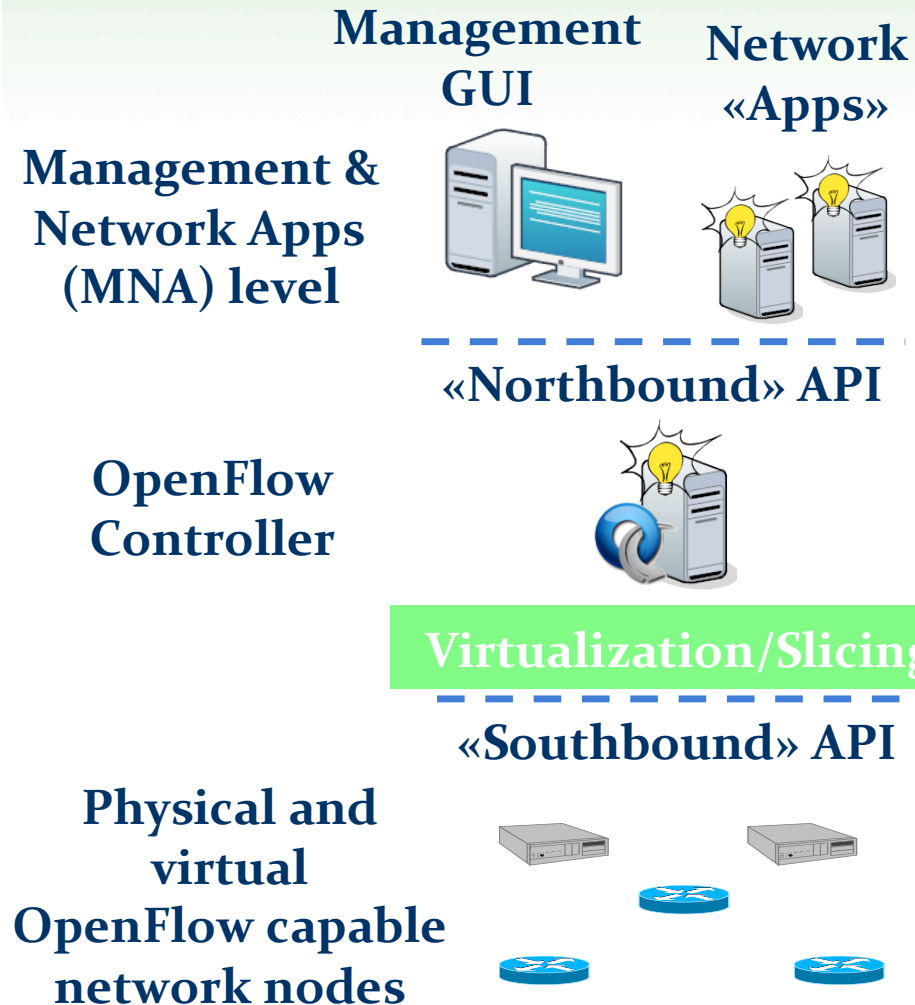 Management
GUI
Network
«Apps»
Management &
Network Apps
(MNA) level
«Northbound» API
OpenFlow
Controller
Virtualization/Slicing
«Southbound» API
Physical and
virtual
OpenFlow capable
network nodes